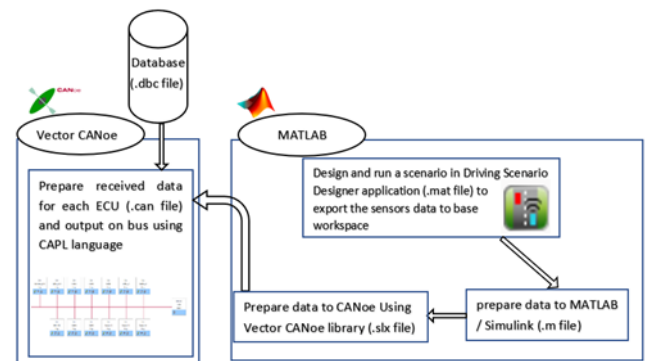 Database
(.dbc file)
Vector CANoe
MATLAB
Prepare received data
for each ECU (.can file)
and output on bus using
CAPL language
Design and run a scenario in Driving Scenario
Designer application (.mat file) to
export the sensors data to base
workspace
Prepare data to CANoe Using
Vector CANoe library (.slx file)
prepare data to MATLAB
/ Simulink (.m file)